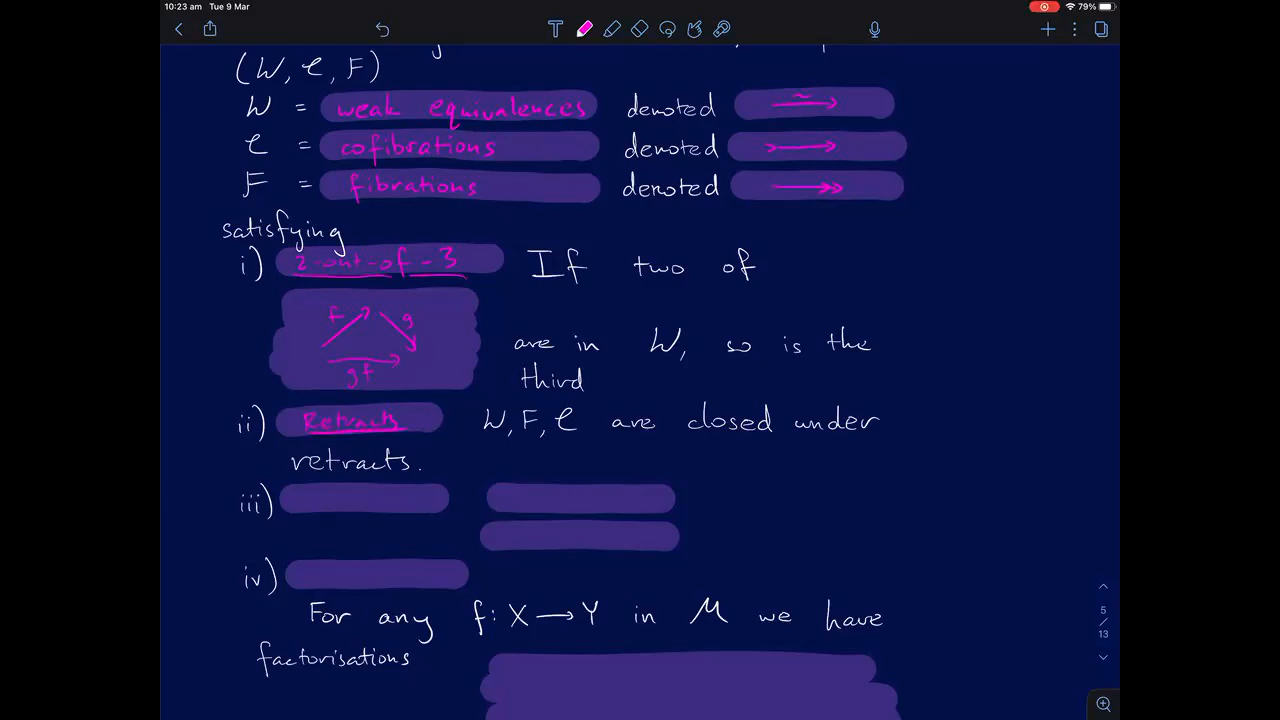 10:23 am Tue 9 Mar
79%
(W, C, F)
W = weak equivalences denoted ⥲
C = cofibrations denoted ↣
F = fibrations denoted ↠
satisfying
i) 2-out-of-3 If two of
f g
gf
are in W, so is the
third
ii) Retracts W, F, C are closed under
retracts.
iii)
iv)
For any f: X → Y in M we have
factorisations
5
/
13